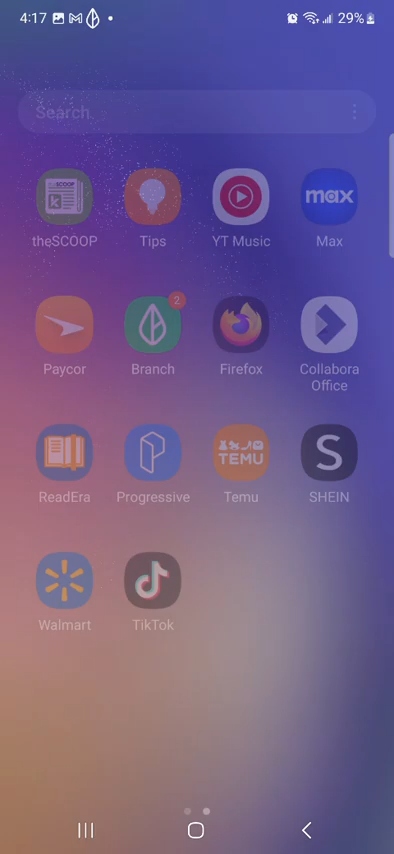 4:17 29%
Search
theSCOOP Tips YT Music Max
SCOOP
k
max
2
Paycor Branch Firefox Collabora Office
TEMU
S
ReadEra Progressive Temu SHEIN
Walmart TikTok